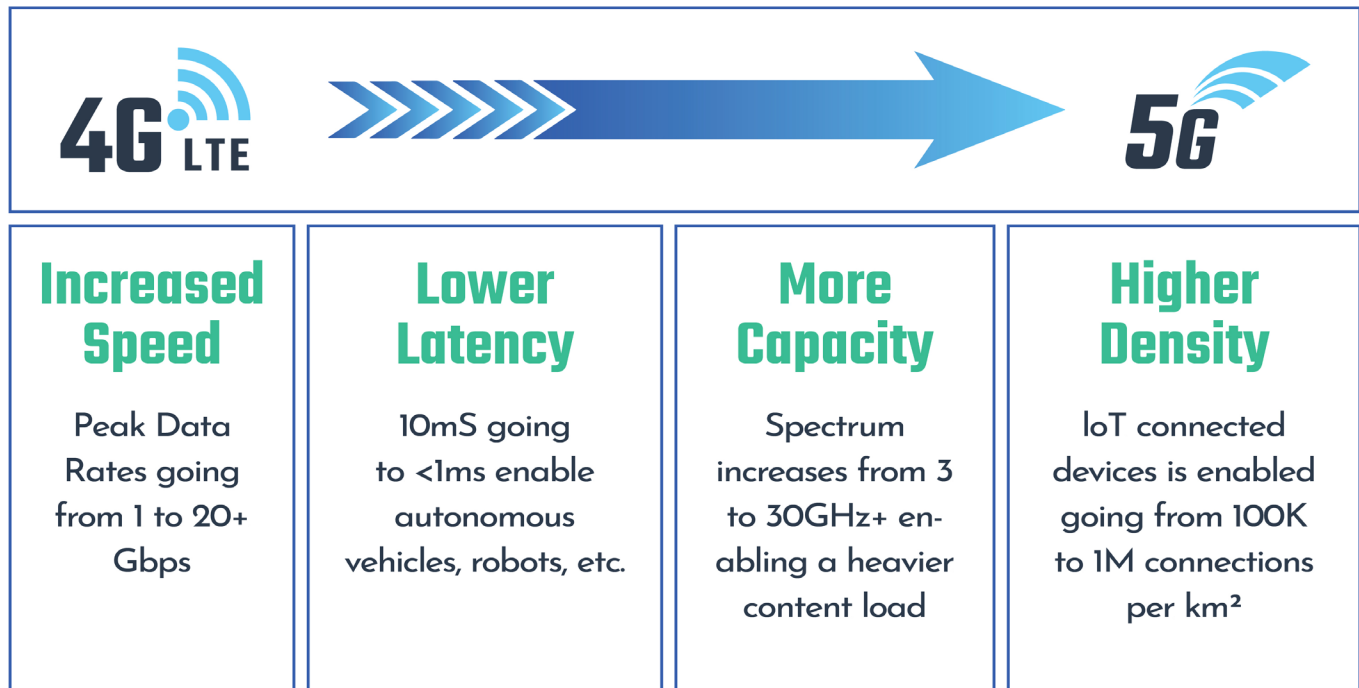 4G LTE
5G
Increased
Speed
Peak Data
Rates going
from 1 to 20+
Gbps
Lower
Latency
10mS going
to <1ms enable
autonomous
vehicles, robots, etc.
More
Capacity
Spectrum
increases from 3
to 30GHz+ en-
abling a heavier
content load
Higher
Density
IoT connected
devices is enabled
going from 100K
to 1M connections
per km²